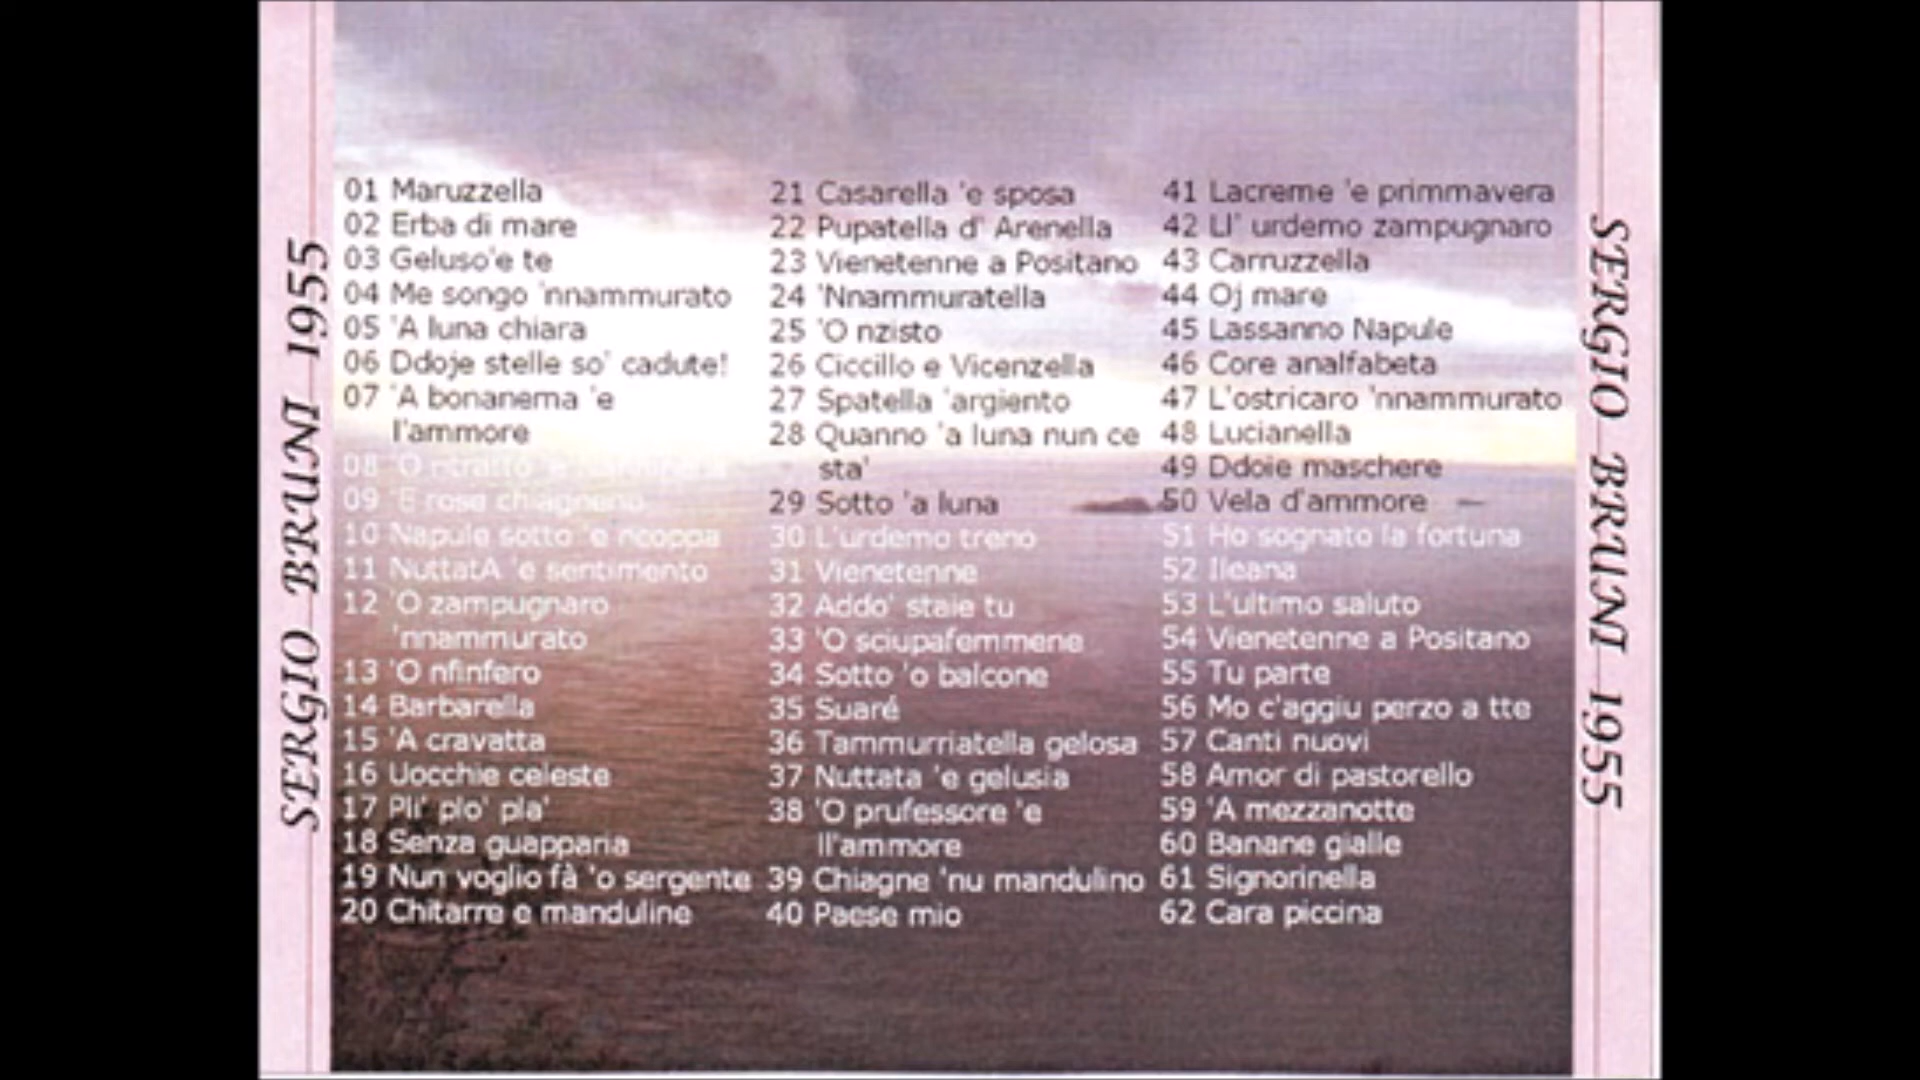 SERGIO BRUNI 1955
01 Maruzzella
02 Erba di mare
03 Geluso'e te
04 Me songo 'nnammurato
05 'A luna chiara
06 Ddoje stelle so' cadute!
07 'A bonanema 'e
l'ammore
08 'O ritratto 'e
09 'E rose chiagneno
10 Napule sotto 'e ncoppa
11 NuttatA 'e sentimento
12 'O zampugnaro
'nnammurato
13 'O nfinfero
14 Barbarella
15 'A cravatta
16 Uocchie celeste
17 Pli' plo' pla'
18 Senza guapparia
19 Nun voglio fà 'o sergente
20 Chitarre e manduline
21 Casarella 'e sposa
22 Pupatella d' Arenella
23 Vienetenne a Positano
24 'Nnammuratella
25 'O nzisto
26 Ciccillo e Vicenzella
27 Spatella 'argiento
28 Quanno 'a luna nun ce
sta'
29 Sotto 'a luna
30 L'urdemo treno
31 Vienetenne
32 Addo' staie tu
33 'O sciupafemmene
34 Sotto 'o balcone
35 Suaré
36 Tammurriatella gelosa
37 Nuttata 'e gelusia
38 'O prufessore 'e
ll'ammore
39 Chiagne 'nu mandulino
40 Paese mio
41 Lacreme 'e primmavera
42 Ll' urdemo zampugnaro
43 Carruzzella
44 Oj mare
45 Lassanno Napule
46 Core analfabeta
47 L'ostricaro 'nnammurato
48 Lucianella
49 Ddoie maschere
50 Vela d'ammore
51 Ho sognato la fortuna
52 Ileana
53 L'ultimo saluto
54 Vienetenne a Positano
55 Tu parte
56 Mo c'aggiu perzo a tte
57 Canti nuovi
58 Amor di pastorello
59 'A mezzanotte
60 Banane gialle
61 Signorinella
62 Cara piccina
SERGIO BRUNI 1955